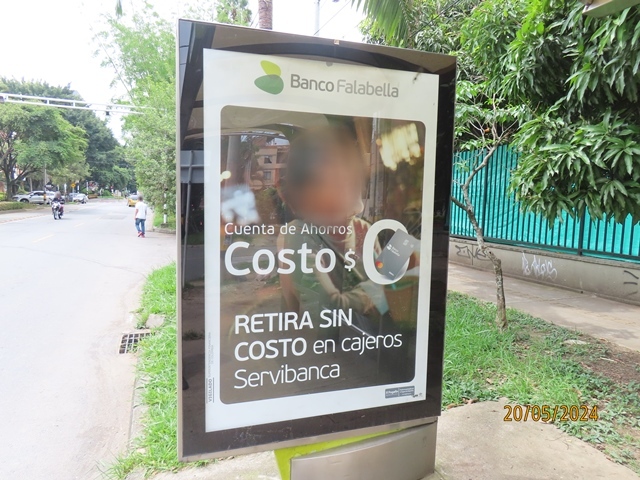 Banco Falabella
Cuenta de Ahorros
Costo $0
RETIRA SIN
COSTO en cajeros
Servibanca
20/05/2024